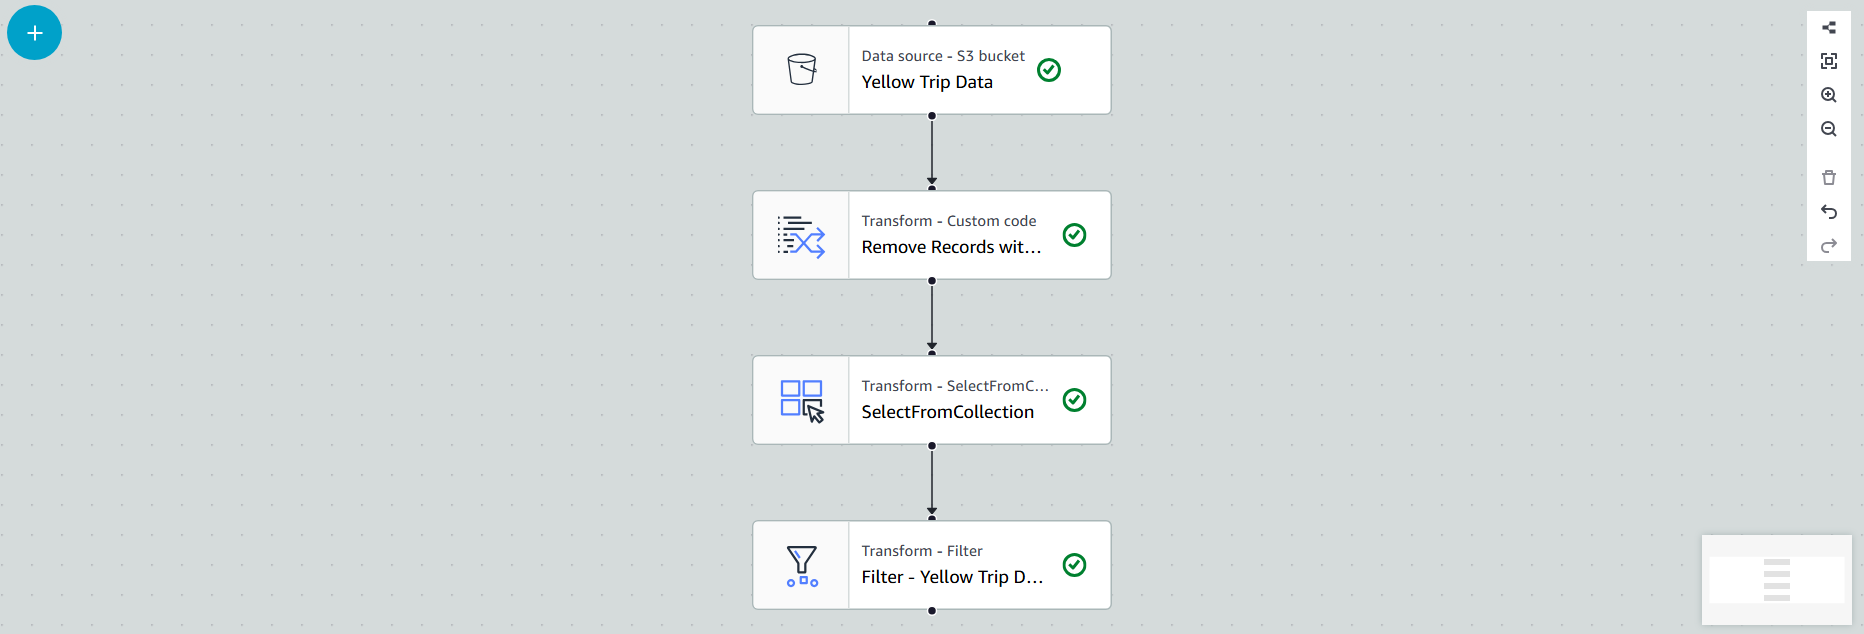 Data source - S3 bucket
Yellow Trip Data
Transform - Custom code
Remove Records wit...
Transform - SelectFromC...
SelectFromCollection
Transform - Filter
Filter - Yellow Trip D...